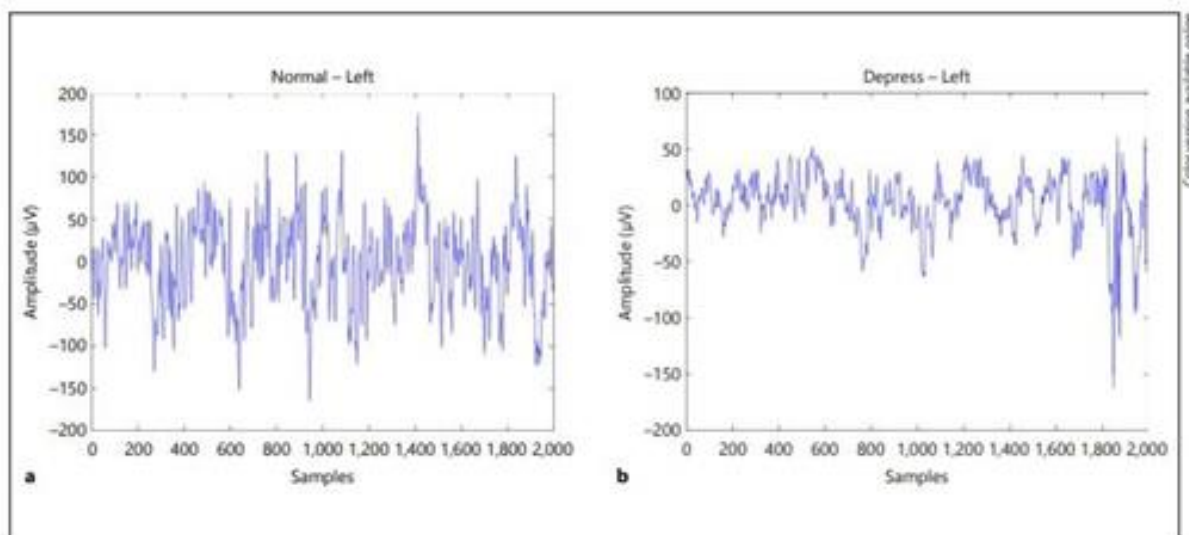 Normal – Left
200
150
100
50
0
–50
–100
–150
–200
Amplitude (µV)
0 200 400 600 800 1,000 1,200 1,400 1,600 1,800 2,000
Samples
a
Depress – Left
100
50
0
–50
–100
–150
–200
Amplitude (µV)
0 200 400 600 800 1,000 1,200 1,400 1,600 1,800 2,000
Samples
b